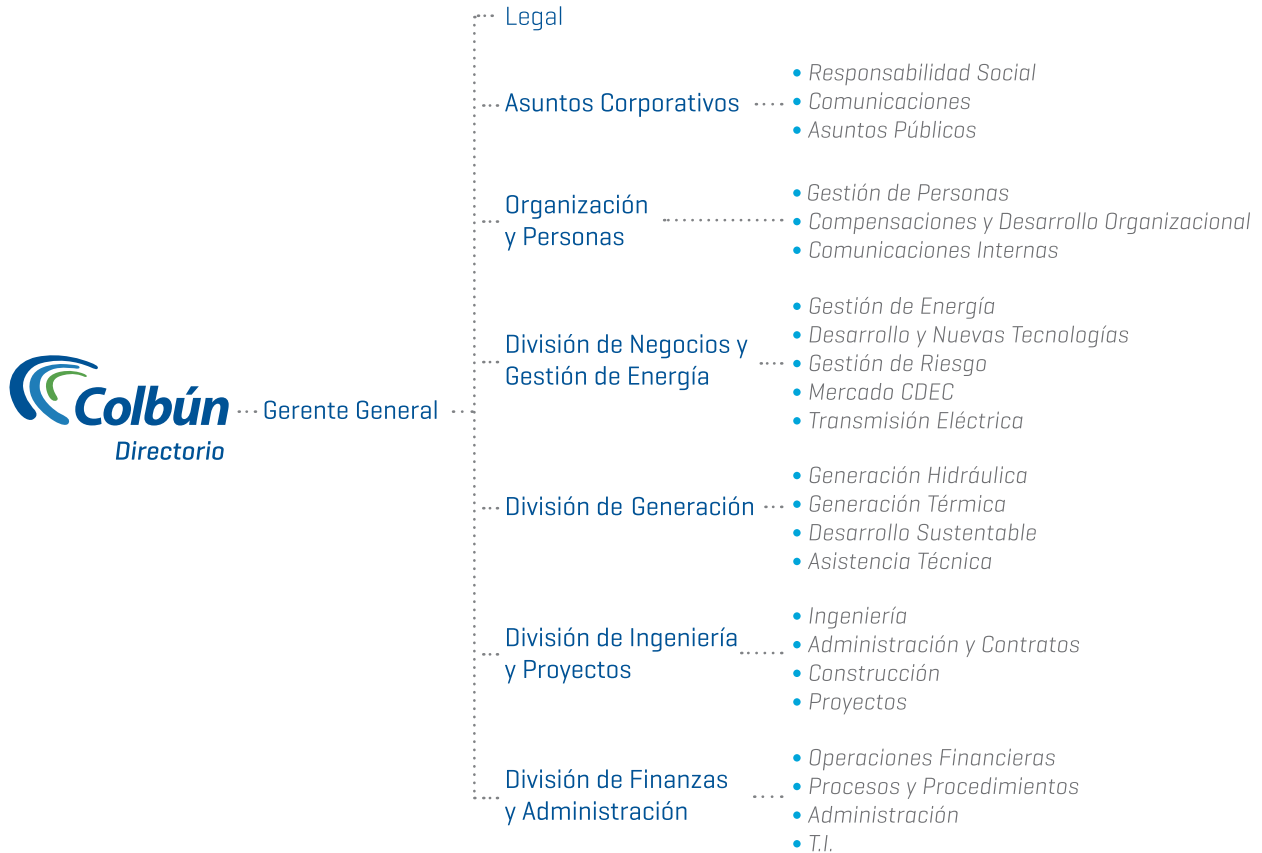 Colbún
Directorio
Gerente General
Legal
Asuntos Corporativos
• Responsabilidad Social
• Comunicaciones
• Asuntos Públicos
Organización
y Personas
• Gestión de Personas
• Compensaciones y Desarrollo Organizacional
• Comunicaciones Internas
División de Negocios y
Gestión de Energía
• Gestión de Energía
• Desarrollo y Nuevas Tecnologías
• Gestión de Riesgo
• Mercado CDEC
• Transmisión Eléctrica
División de Generación
• Generación Hidráulica
• Generación Térmica
• Desarrollo Sustentable
• Asistencia Técnica
División de Ingeniería
y Proyectos
• Ingeniería
• Administración y Contratos
• Construcción
• Proyectos
División de Finanzas
y Administración
• Operaciones Financieras
• Procesos y Procedimientos
• Administración
• T.I.